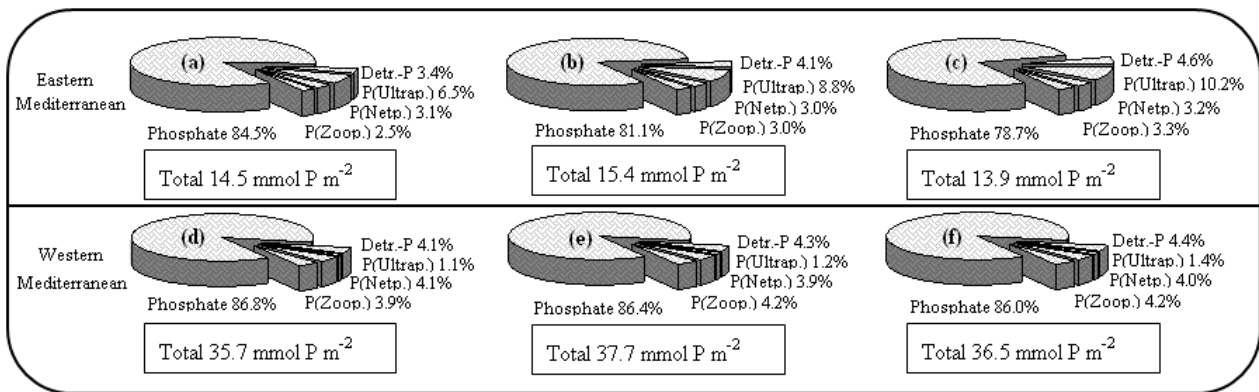 Eastern
Mediterranean
(a)
Detr.-P 3.4%
P(Ultrap.) 6.5%
P(Netp.) 3.1%
P(Zoop.) 2.5%
Phosphate 84.5%
Total 14.5 mmol P m-2
(b)
Detr.-P 4.1%
P(Ultrap.) 8.8%
P(Netp.) 3.0%
P(Zoop.) 3.0%
Phosphate 81.1%
Total 15.4 mmol P m-2
(c)
Detr.-P 4.6%
P(Ultrap.) 10.2%
P(Netp.) 3.2%
P(Zoop.) 3.3%
Phosphate 78.7%
Total 13.9 mmol P m-2
Western
Mediterranean
(d)
Detr.-P 4.1%
P(Ultrap.) 1.1%
P(Netp.) 4.1%
P(Zoop.) 3.9%
Phosphate 86.8%
Total 35.7 mmol P m-2
(e)
Detr.-P 4.3%
P(Ultrap.) 1.2%
P(Netp.) 3.9%
P(Zoop.) 4.2%
Phosphate 86.4%
Total 37.7 mmol P m-2
(f)
Detr.-P 4.4%
P(Ultrap.) 1.4%
P(Netp.) 4.0%
P(Zoop.) 4.2%
Phosphate 86.0%
Total 36.5 mmol P m-2